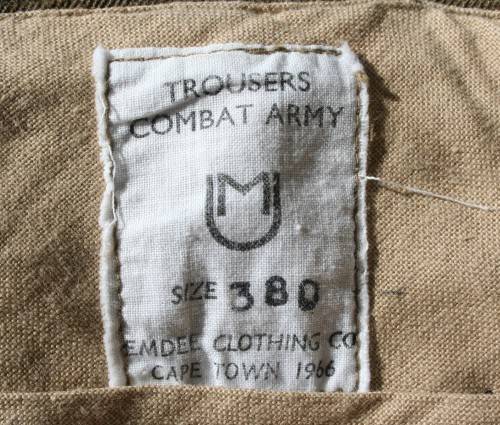 TROUSERS
COMBAT ARMY
M
SIZE 380
EMDEE CLOTHING CO
CAPE TOWN 1966